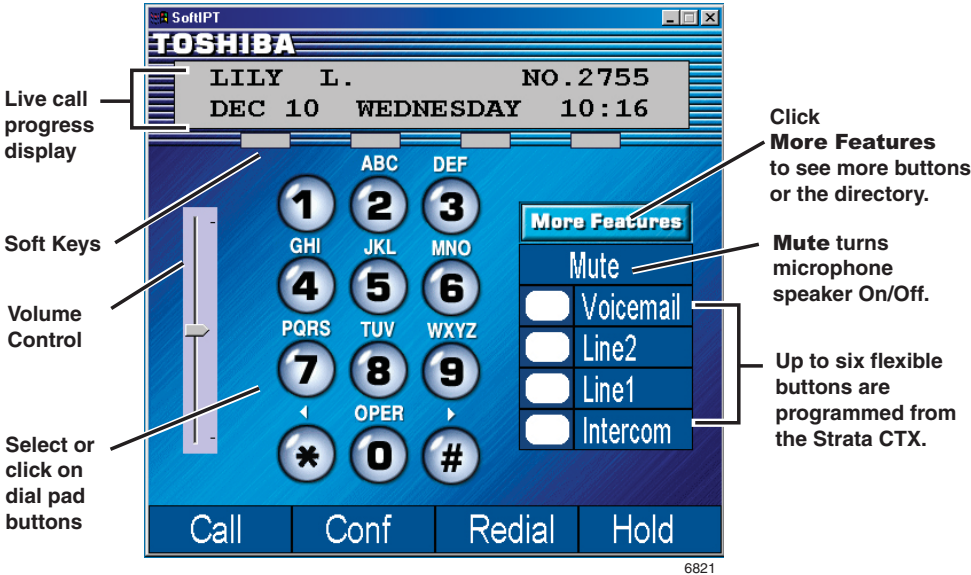 SoftIPT
TOSHIBA
LILY L. NO.2755
DEC 10 WEDNESDAY 10:16
Live call
progress
display
Soft Keys
Volume
Control
Select or
click on
dial pad
buttons
ABC DEF
1 2 3
GHI JKL MNO
4 5 6
PQRS TUV WXYZ
7 8 9
OPER
* 0 #
More Features
Mute
Voicemail
Line2
Line1
Intercom
Call Conf Redial Hold
Click
More Features
to see more buttons
or the directory.
Mute turns
microphone
speaker On/Off.
Up to six flexible
buttons are
programmed from
the Strata CTX.
6821